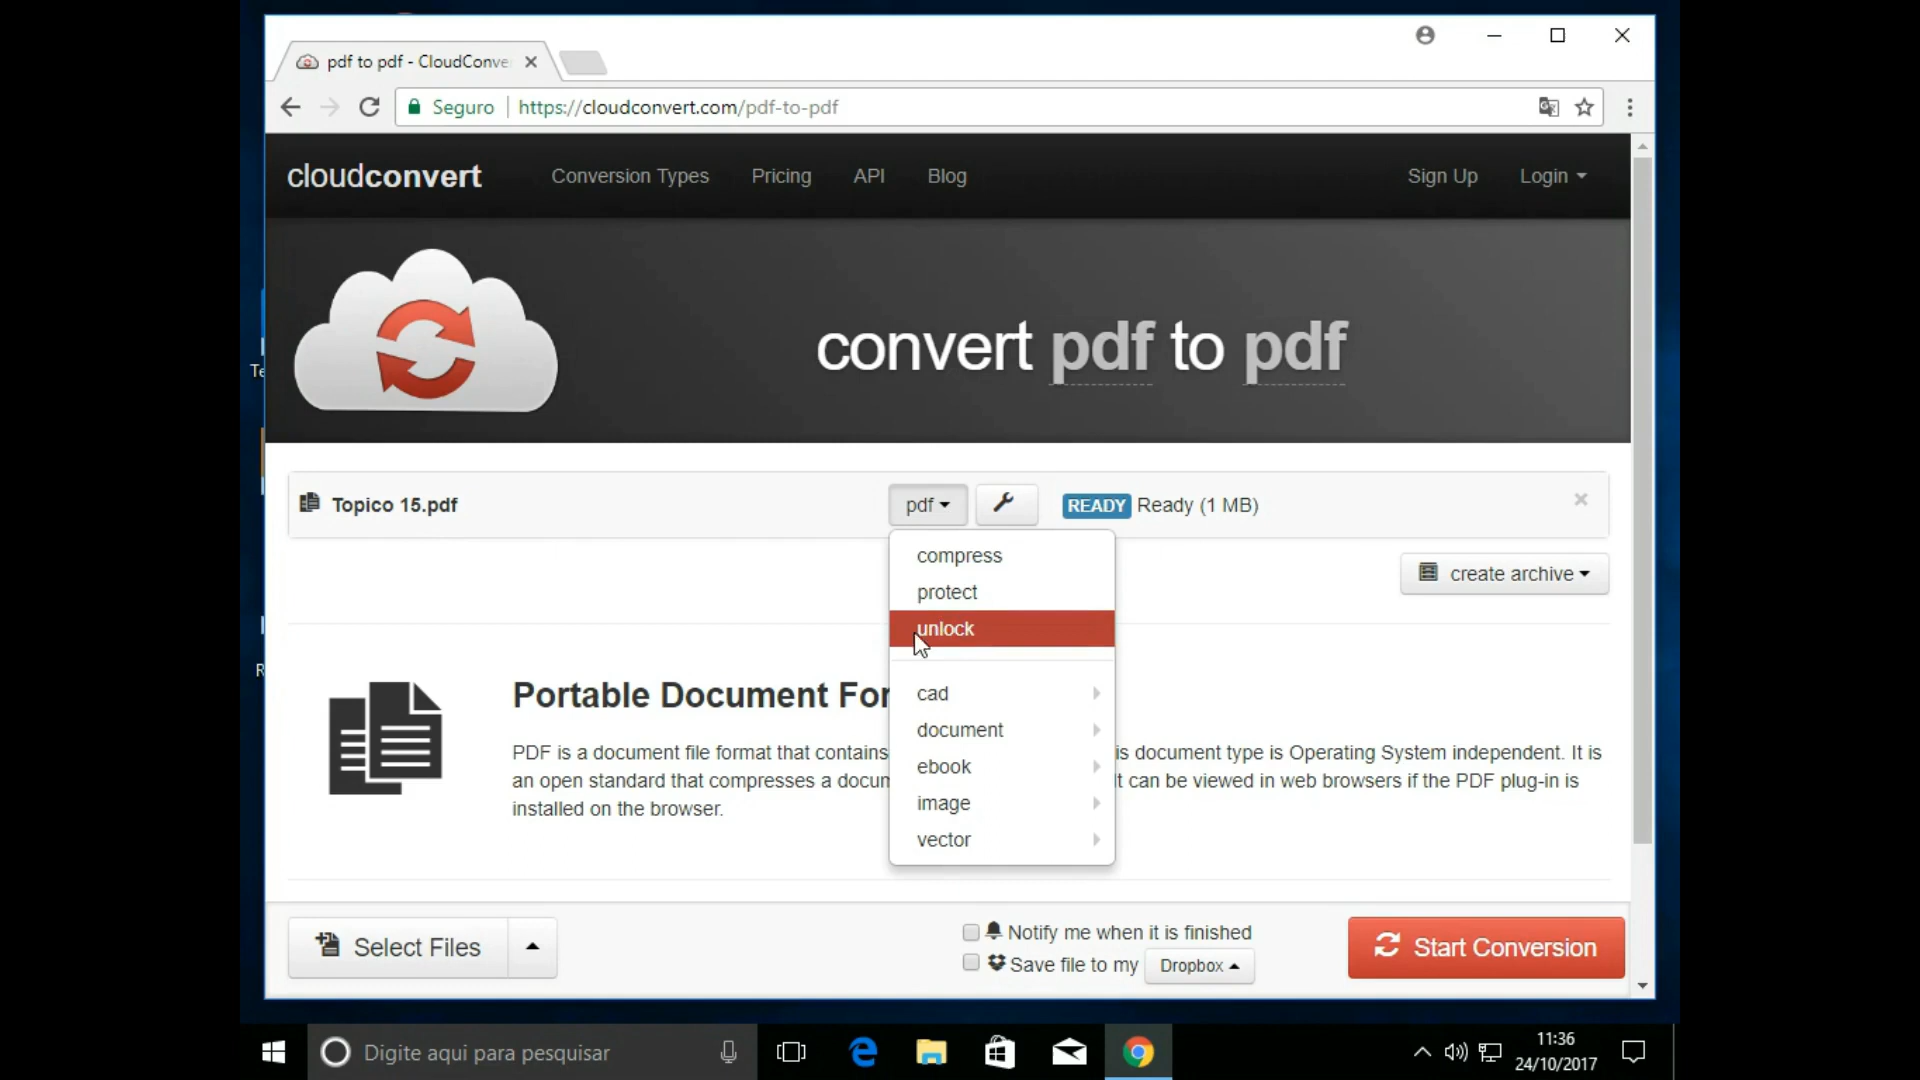 pdf to pdf - CloudConve
Seguro
https://cloudconvert.com/pdf-to-pdf
cloudconvert
Conversion Types
Pricing
API
Blog
Sign Up
Login
convert pdf to pdf
Te
Topico 15.pdf
pdf
READY Ready (1 MB)
compress
create archive
protect
unlock
R
Portable Document For
cad
document
PDF is a document file format that contains
is document type is Operating System independent. It is
ebook
an open standard that compresses a docum
t can be viewed in web browsers if the PDF plug-in is
image
installed on the browser.
vector
Select Files
Notify me when it is finished
Save file to my Dropbox
Start Conversion
Digite aqui para pesquisar
11:36
24/10/2017